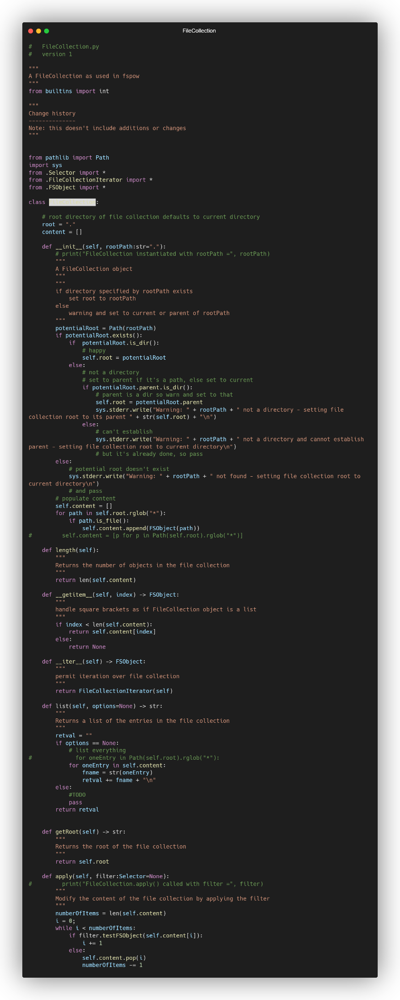 FileCollection
#   FileCollection.py
#   version 1
"""
A FileCollection as used in fspow
"""
from builtins import int
"""
Change history
--------------
Note: this doesn't include additions or changes
"""
from pathlib import Path
import sys
from .Selector import *
from .FileCollectionIterator import *
from .FSObject import *
class :
    # root directory of file collection defaults to current directory
    root = "."
    content = []
    def __init__(self, rootPath:str="."):
        # print("FileCollection instantiated with rootPath =", rootPath)
        """
        A FileCollection object
        """
        """
        if directory specified by rootPath exists
            set root to rootPath
        else
            warning and set to current or parent of rootPath
        """
        potentialRoot = Path(rootPath)
        if potentialRoot.exists():
            if  potentialRoot.is_dir():
                # happy
                self.root = potentialRoot
            else:
                # not a directory
                # set to parent if it's a path, else set to current
                if potentialRoot.parent.is_dir():
                    # parent is a dir so warn and set to that
                    self.root = potentialRoot.parent
                    sys.stderr.write("Warning: " + rootPath + " not a directory - setting file
collection root to its parent " + str(self.root) + "\n")
                else:
                    # can't establish
                    sys.stderr.write("Warning: " + rootPath + " not a directory and cannot establish
parent - setting file collection root to current directory\n")
                    # but it's already done, so pass
        else:
            # potential root doesn't exist
            sys.stderr.write("Warning: " + rootPath + " not found - setting file collection root to
current directory\n")
            # and pass
        # populate content
        self.content = []
        for path in self.root.rglob("*"):
            if path.is_file():
                self.content.append(FSObject(path))
#         self.content = [p for p in Path(self.root).rglob("*")]
    def length(self):
        """
        Returns the number of objects in the file collection
        """
        return len(self.content)
    def __getitem__(self, index) -> FSObject:
        """
        handle square brackets as if FileCollection object is a list
        """
        if index < len(self.content):
            return self.content[index]
        else:
            return None
    def __iter__(self) -> FSObject:
        """
        permit iteration over file collection
        """
        return FileCollectionIterator(self)
    def list(self, options=None) -> str:
        """
        Returns a list of the entries in the file collection
        """
        retval = ""
        if options == None:
            # list everything
#             for oneEntry in Path(self.root).rglob("*"):
            for oneEntry in self.content:
                fname = str(oneEntry)
                retval += fname + "\n"
        else:
            #TODO
            pass
        return retval
    def getRoot(self) -> str:
        """
        Returns the root of the file collection
        """
        return self.root
    def apply(self, filter:Selector=None):
#         print("FileCollection.apply() called with filter =", filter)
        """
        Modify the content of the file collection by applying the filter
        """
        numberOfItems = len(self.content)
        i = 0;
        while i < numberOfItems:
            if filter.testFSObject(self.content[i]):
                i += 1
            else:
                self.content.pop(i)
                numberOfItems -= 1